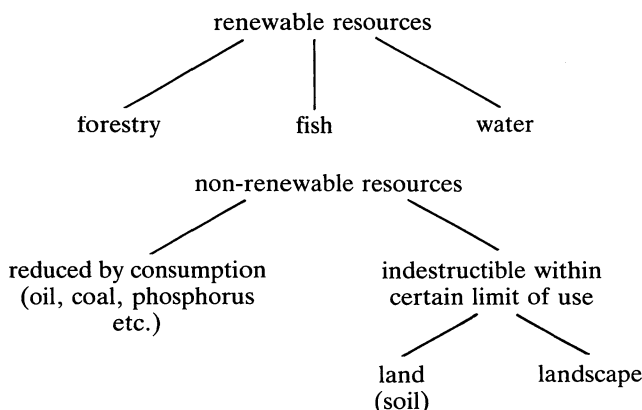 renewable resources
forestry fish water
non-renewable resources
reduced by consumption
(oil, coal, phosphorus
etc.)
indestructible within
certain limit of use
land
(soil)
landscape